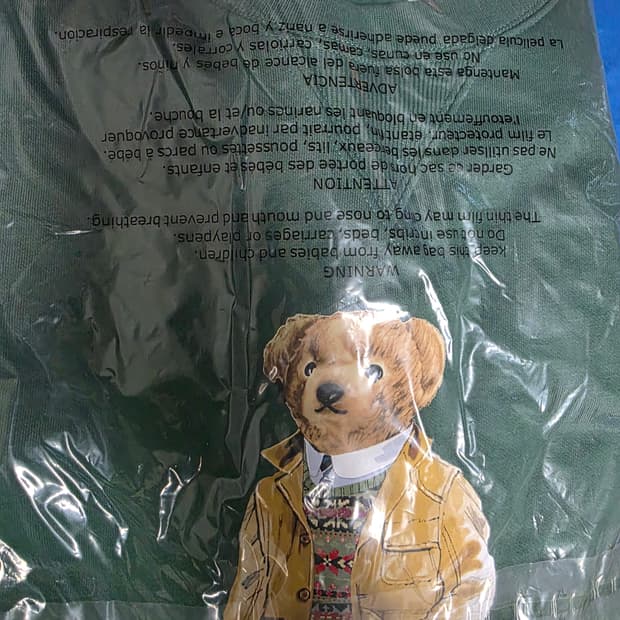 WARNING
Keep this bag away from babies and children.
Do not use in cribs, beds, carriages or playpens.
The thin film may cling to nose and mouth and prevent breathing.
ATTENTION
Garder ce sac hors de portée des bébés et enfants.
Ne pas utiliser dans les berceaux, lits, poussettes ou parcs à bébé.
Le film protecteur, étant fin, pourrait par inadvertance provoquer
l'étouffement en bloquant les narines ou/et la bouche.
ADVERTENCIA
Mantenga esta bolsa fuera del alcance de bebés y niños.
No use en cunas, camas, carriolas y corrales.
La película delgada puede adherirse a nariz y boca e impedir la respiracion.